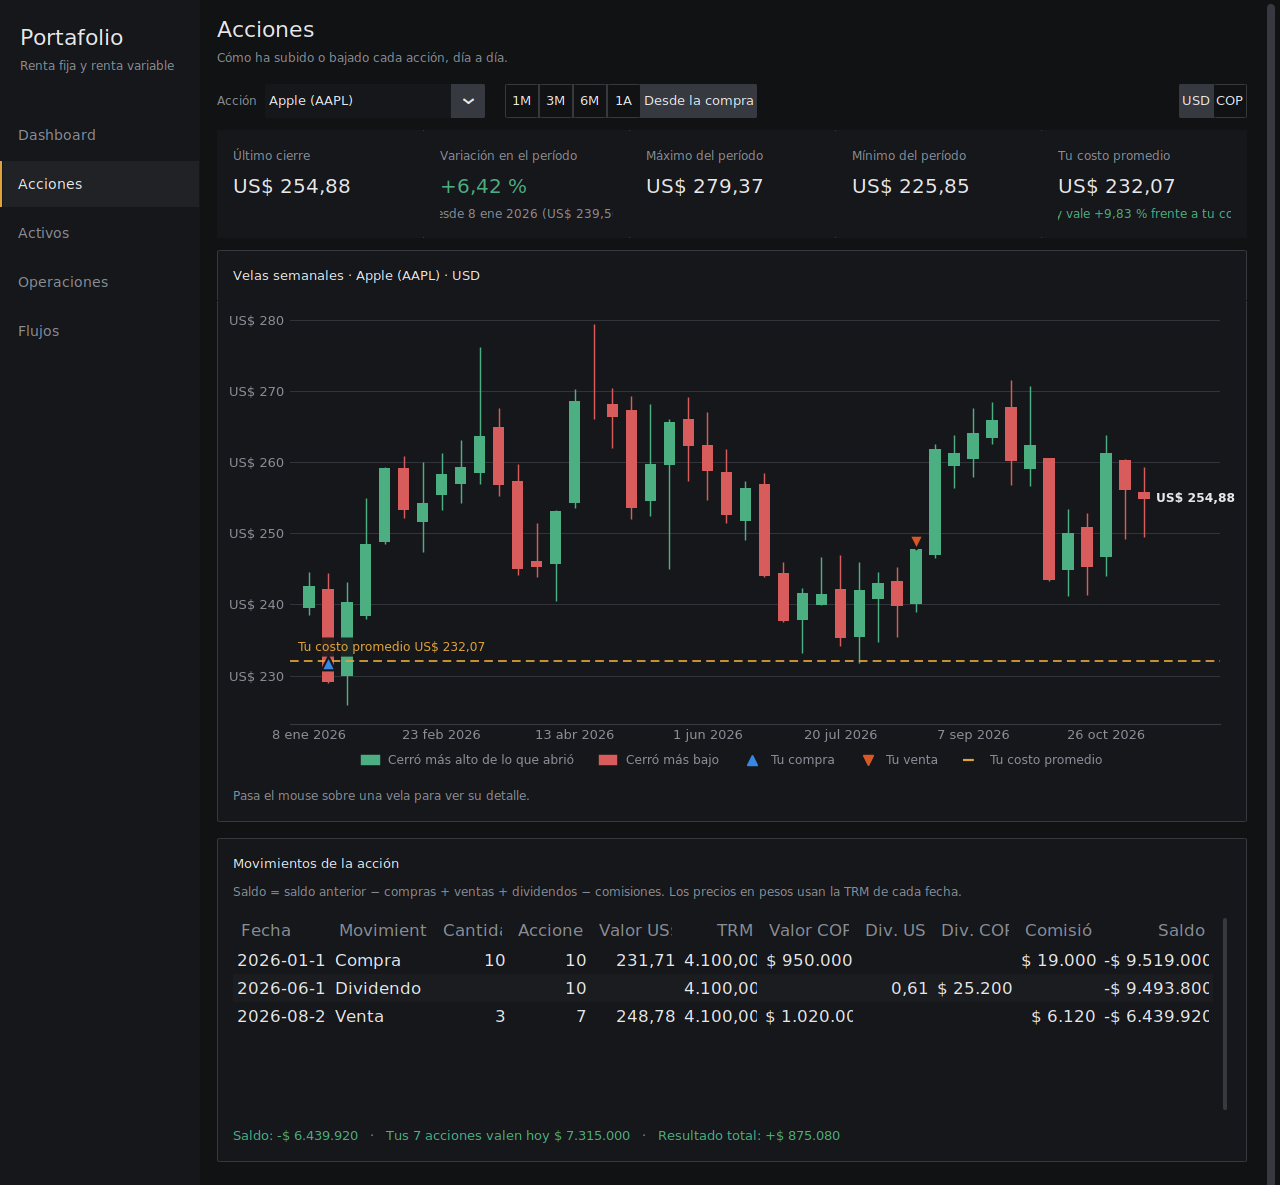 Portafolio
Renta fija y renta variable
Dashboard
Acciones
Activos
Operaciones
Flujos
Acciones
Cómo ha subido o bajado cada acción, día a día.
Acción Apple (AAPL) 1M 3M 6M 1A Desde la compra USD COP
Último cierre
US$ 254,88
Variación en el período
+6,42 %
esde 8 ene 2026 (US$ 239,5
Máximo del período
US$ 279,37
Mínimo del período
US$ 225,85
Tu costo promedio
US$ 232,07
y vale +9,83 % frente a tu co
Velas semanales · Apple (AAPL) · USD
US$ 280
US$ 270
US$ 260
US$ 254,88
US$ 250
US$ 240
Tu costo promedio US$ 232,07
US$ 230
8 ene 2026 23 feb 2026 13 abr 2026 1 jun 2026 20 jul 2026 7 sep 2026 26 oct 2026
Cerró más alto de lo que abrió Cerró más bajo Tu compra Tu venta Tu costo promedio
Pasa el mouse sobre una vela para ver su detalle.
Movimientos de la acción
Saldo = saldo anterior − compras + ventas + dividendos − comisiones. Los precios en pesos usan la TRM de cada fecha.
Fecha Movimient Cantida Accione Valor US TRM Valor COP Div. US Div. COP Comisió Saldo
2026-01-1 Compra 10 10 231,71 4.100,00 $ 950.000 $ 19.000 -$ 9.519.000
2026-06-1 Dividendo 10 4.100,00 0,61 $ 25.200 -$ 9.493.800
2026-08-2 Venta 3 7 248,78 4.100,00 $ 1.020.00 $ 6.120 -$ 6.439.920
Saldo: -$ 6.439.920 · Tus 7 acciones valen hoy $ 7.315.000 · Resultado total: +$ 875.080